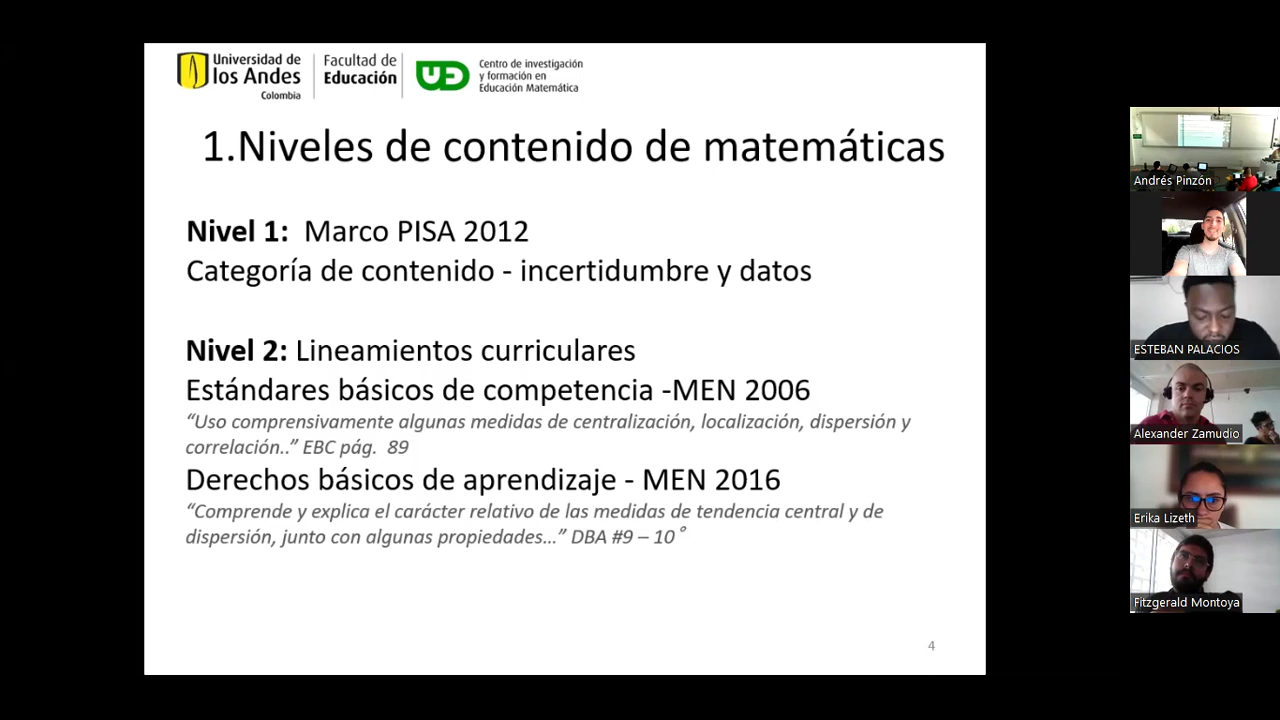 Universidad de
los Andes
Colombia
Facultad de
Educación
UD
Centro de investigación
y formación en
Educación Matemática
1.Niveles de contenido de matemáticas
Nivel 1: Marco PISA 2012
Categoría de contenido - incertidumbre y datos
Nivel 2: Lineamientos curriculares
Estándares básicos de competencia -MEN 2006
“Uso comprensivamente algunas medidas de centralización, localización, dispersión y
correlación..” EBC pág. 89
Derechos básicos de aprendizaje - MEN 2016
“Comprende y explica el carácter relativo de las medidas de tendencia central y de
dispersión, junto con algunas propiedades...” DBA #9 – 10°
4
Andrés Pinzón
ESTEBAN PALACIOS
Alexander Zamudio
Erika Lizeth
Fitzgerald Montoya